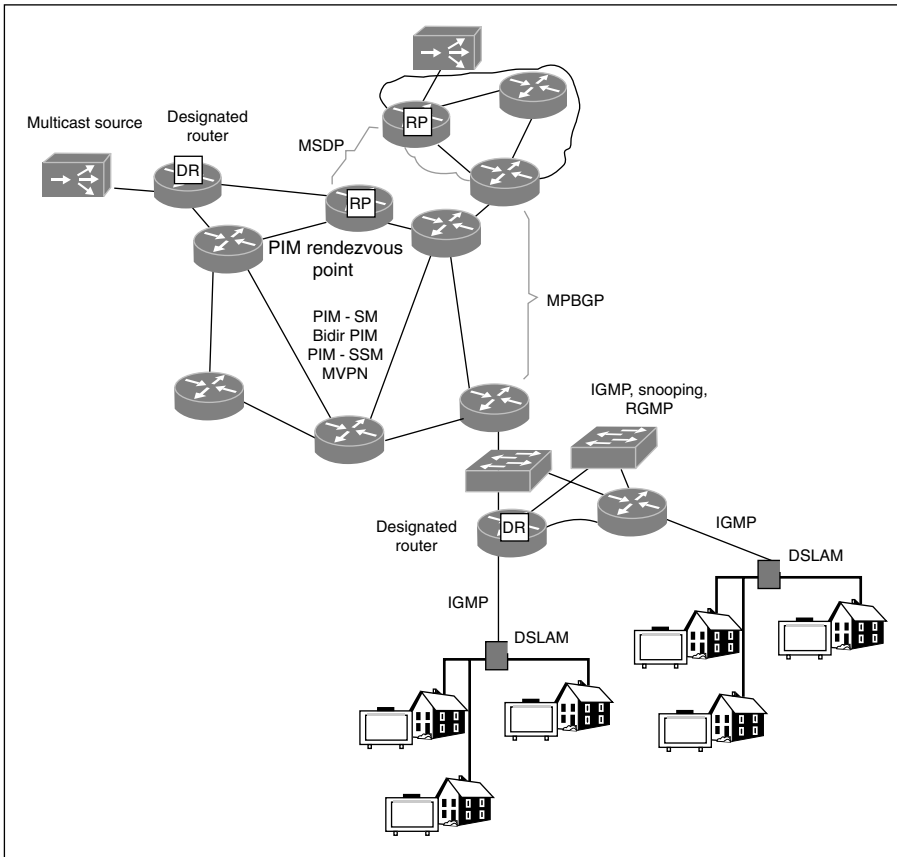 RP
MSDP
Multicast source
Designated
router
DR
RP
PIM rendezvous
point
MPBGP
PIM - SM
Bidir PIM
PIM - SSM
MVPN
IGMP, snooping,
RGMP
Designated
router
DR
IGMP
DSLAM
IGMP
DSLAM